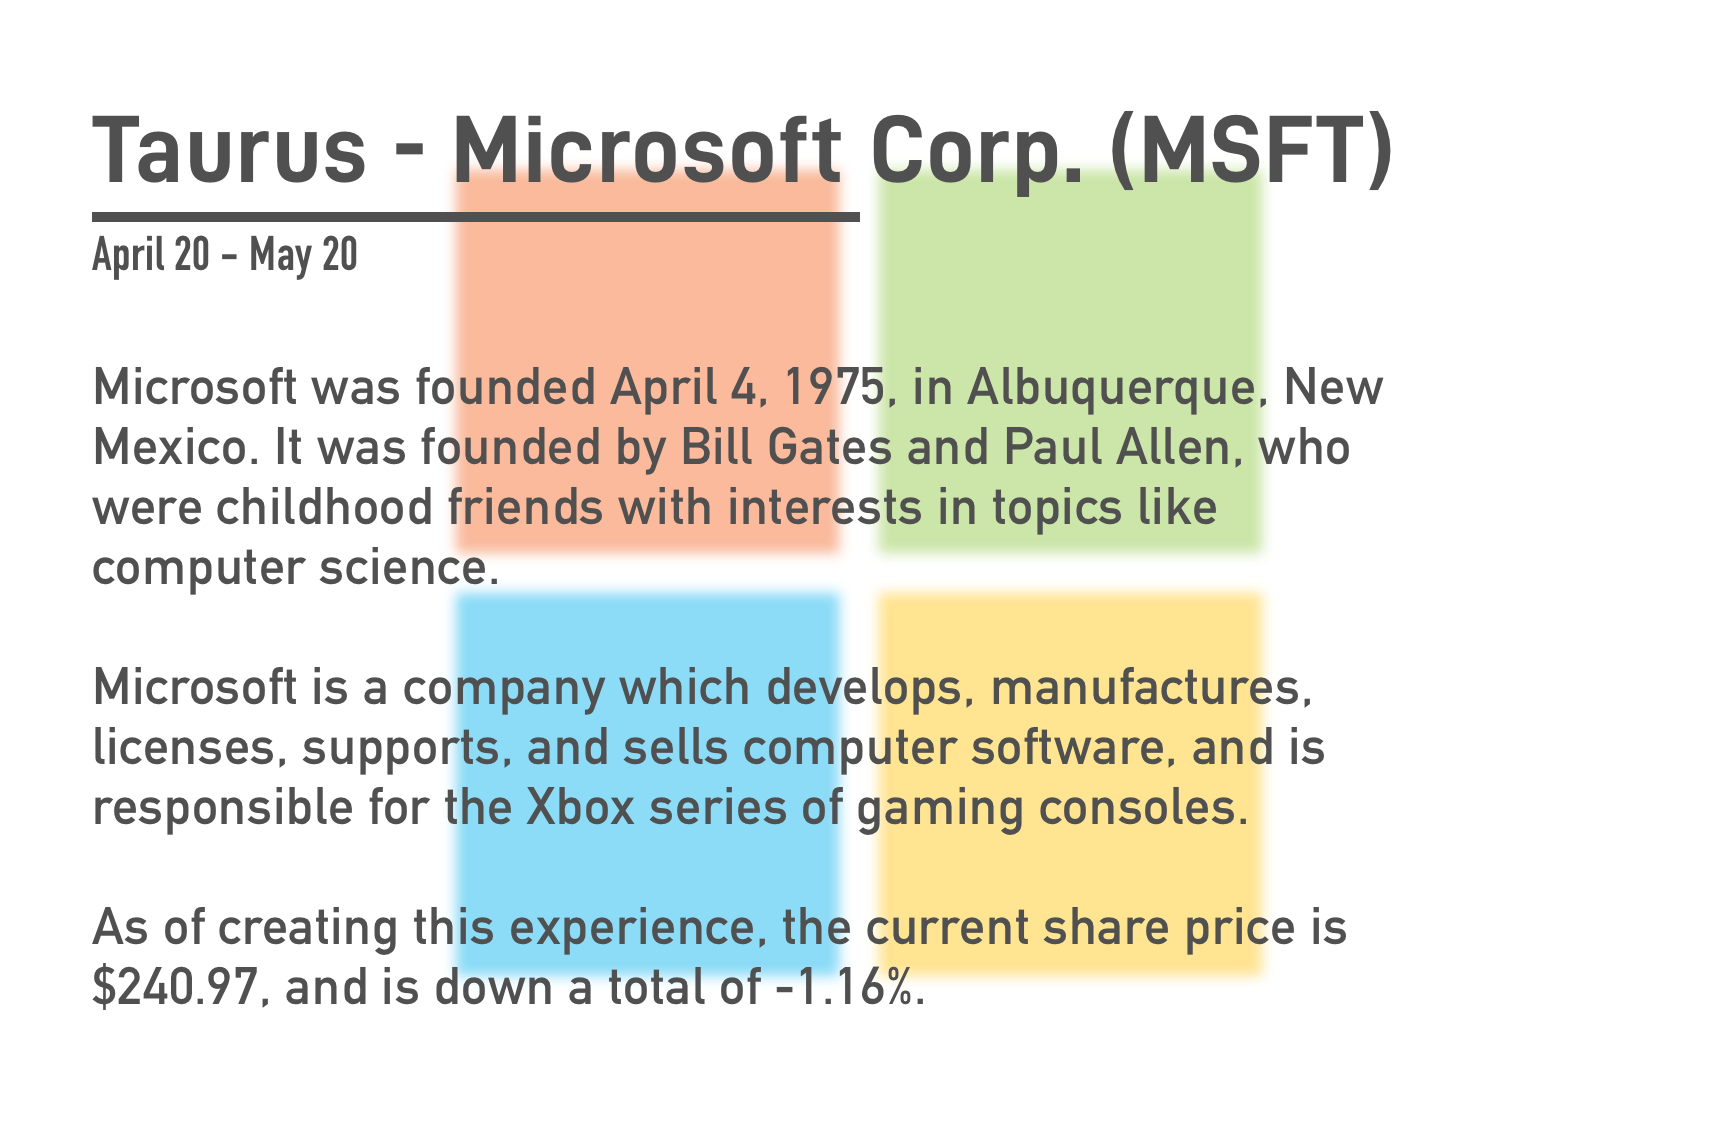 Taurus - Microsoft Corp. (MSFT)
April 20 – May 20
Microsoft was founded April 4, 1975, in Albuquerque, New
Mexico. It was founded by Bill Gates and Paul Allen, who
were childhood friends with interests in topics like
computer science.
Microsoft is a company which develops, manufactures,
licenses, supports, and sells computer software, and is
responsible for the Xbox series of gaming consoles.
As of creating this experience, the current share price is
$240.97, and is down a total of -1.16%.